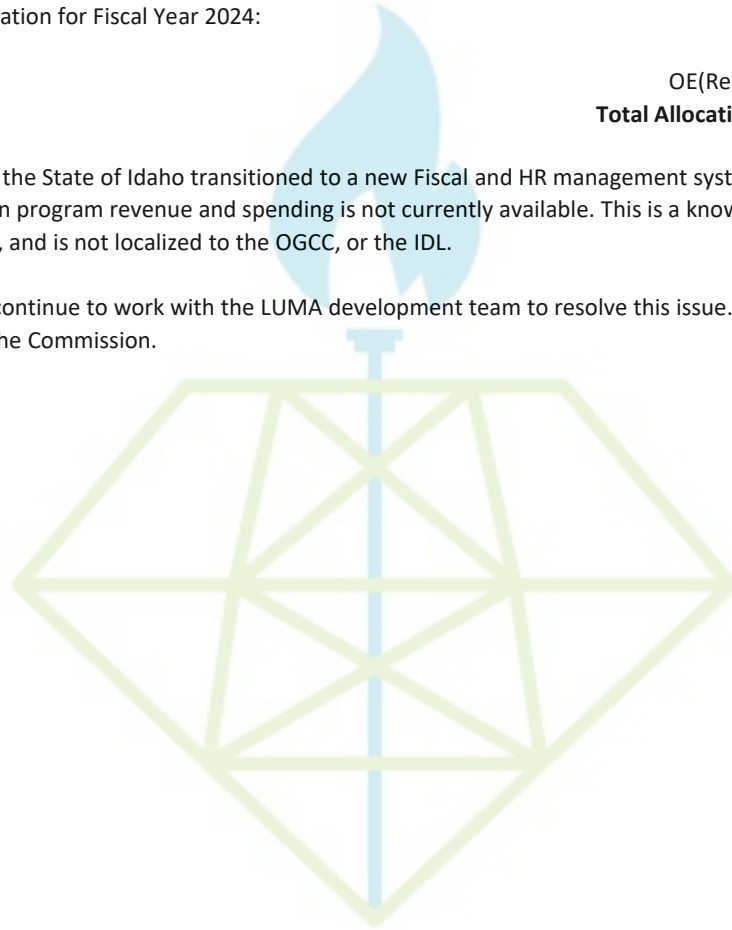 ation for Fiscal Year 2024:
OE(Re
Total Allocati
the State of Idaho transitioned to a new Fiscal and HR management syst
n program revenue and spending is not currently available. This is a know
, and is not localized to the OGCC, or the IDL.
continue to work with the LUMA development team to resolve this issue.
he Commission.